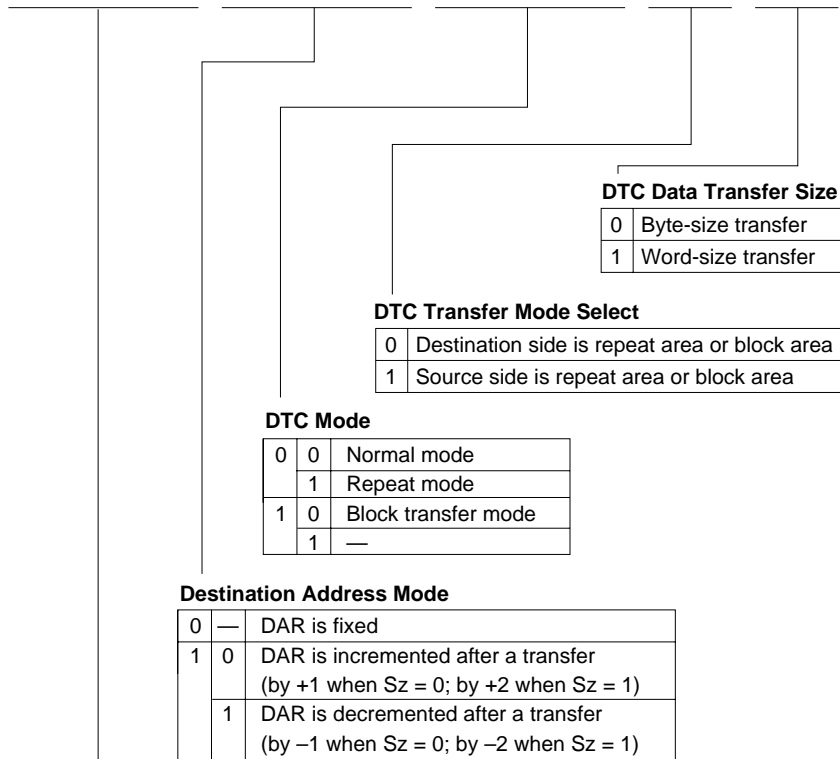 DTC Data Transfer Size
0 Byte-size transfer
1 Word-size transfer
DTC Transfer Mode Select
0 Destination side is repeat area or block area
1 Source side is repeat area or block area
DTC Mode
0 0 Normal mode
1 Repeat mode
1 0 Block transfer mode
1 —
Destination Address Mode
0 — DAR is fixed
1 0 DAR is incremented after a transfer
(by +1 when Sz = 0; by +2 when Sz = 1)
1 DAR is decremented after a transfer
(by –1 when Sz = 0; by –2 when Sz = 1)